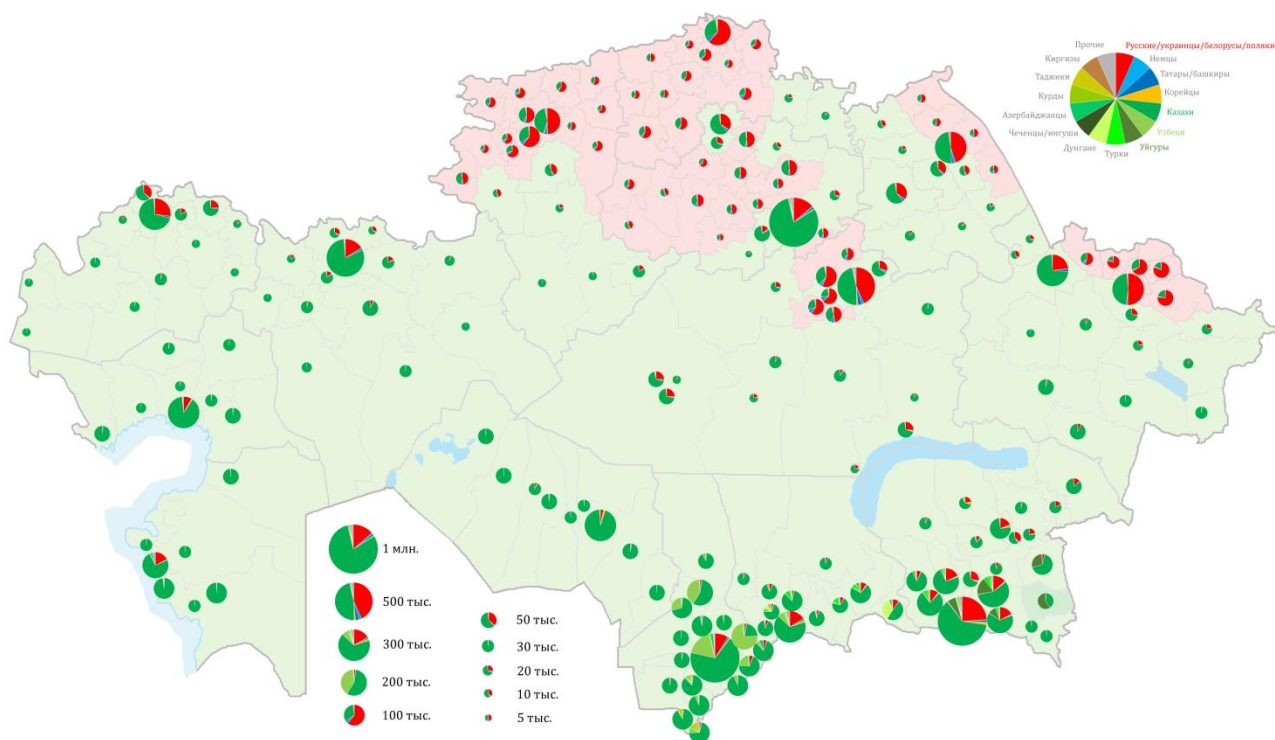 Прочие
Русские/украинцы/белорусы/поляки
Киргизы
Немцы
Таджики
Татары/башкиры
Курды
Корейцы
Азербайджанцы
Казахи
Чеченцы/ингуши
Узбеки
Дунгане
Турки
Уйгуры
1 млн.
500 тыс.
300 тыс.
200 тыс.
100 тыс.
50 тыс.
30 тыс.
20 тыс.
10 тыс.
5 тыс.